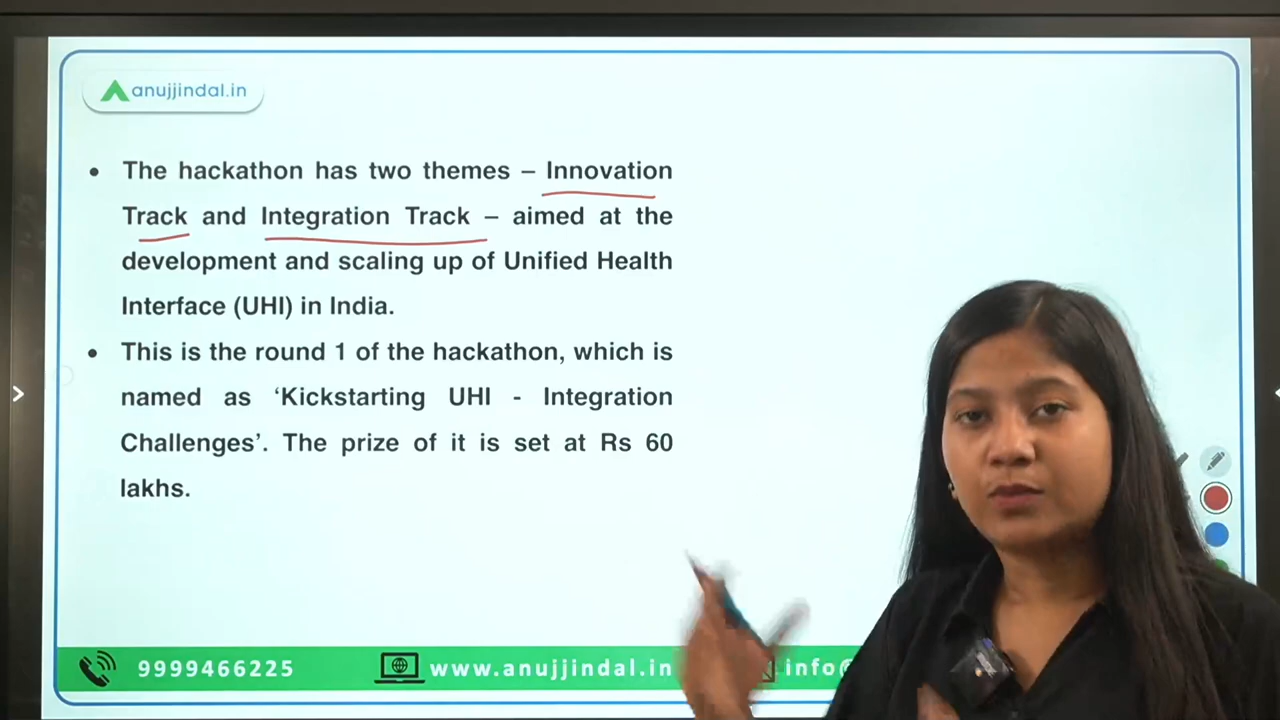 anujjindal.in
• The hackathon has two themes – Innovation
Track and Integration Track – aimed at the
development and scaling up of Unified Health
Interface (UHI) in India.
• This is the round 1 of the hackathon, which is
named as ‘Kickstarting UHI - Integration
Challenges’. The prize of it is set at Rs 60
lakhs.
9999466225 www.anujjindal.in info@